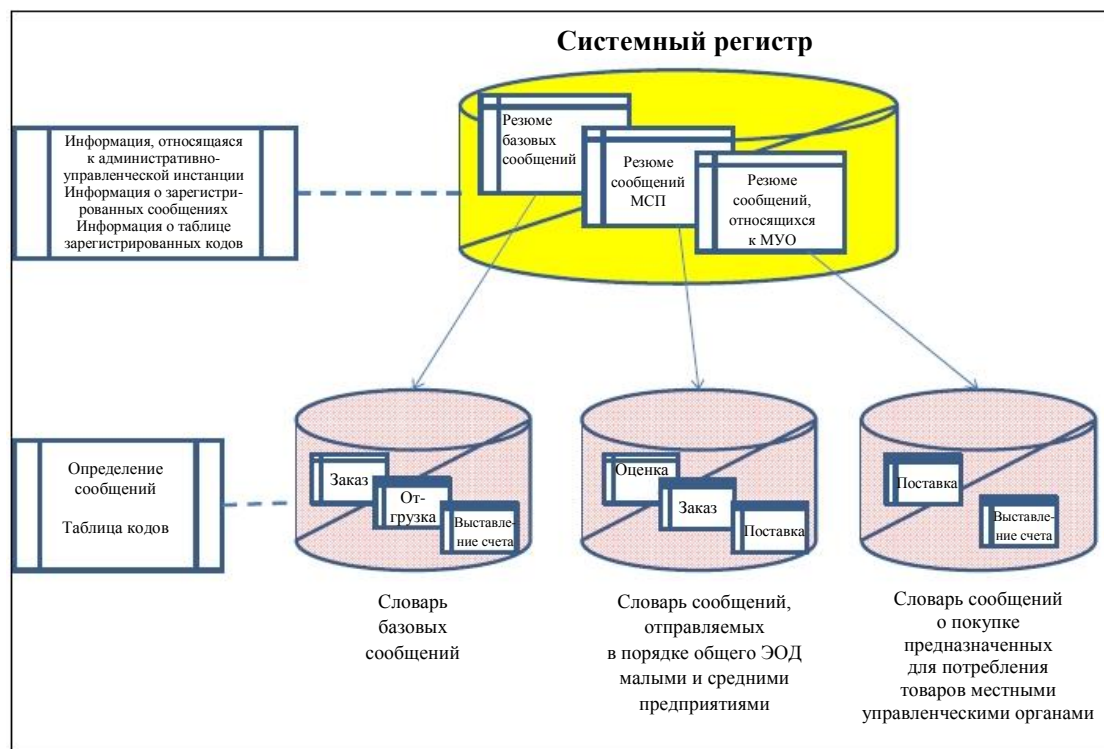 Системный регистр
Резюме
базовых
сообщений
Резюме
сообщений
МСП
Резюме
сообщений,
относящихся
к МУО
Информация, относящаяся
к административно-
управленческой инстанции
Информация о зарегистри-
рованных сообщениях
Информация о таблице
зарегистрированных кодов
Определение
сообщений
Таблица кодов
Заказ
От-
грузка
Выставле-
ние счета
Оценка
Заказ
Поставка
Поставка
Выставле-
ние счета
Словарь
базовых
сообщений
Словарь сообщений,
отправляемых
в порядке общего ЭОД
малыми и средними
предприятиями
Словарь сообщений
о покупке
предназначенных
для потребления
товаров местными
управленческими органами